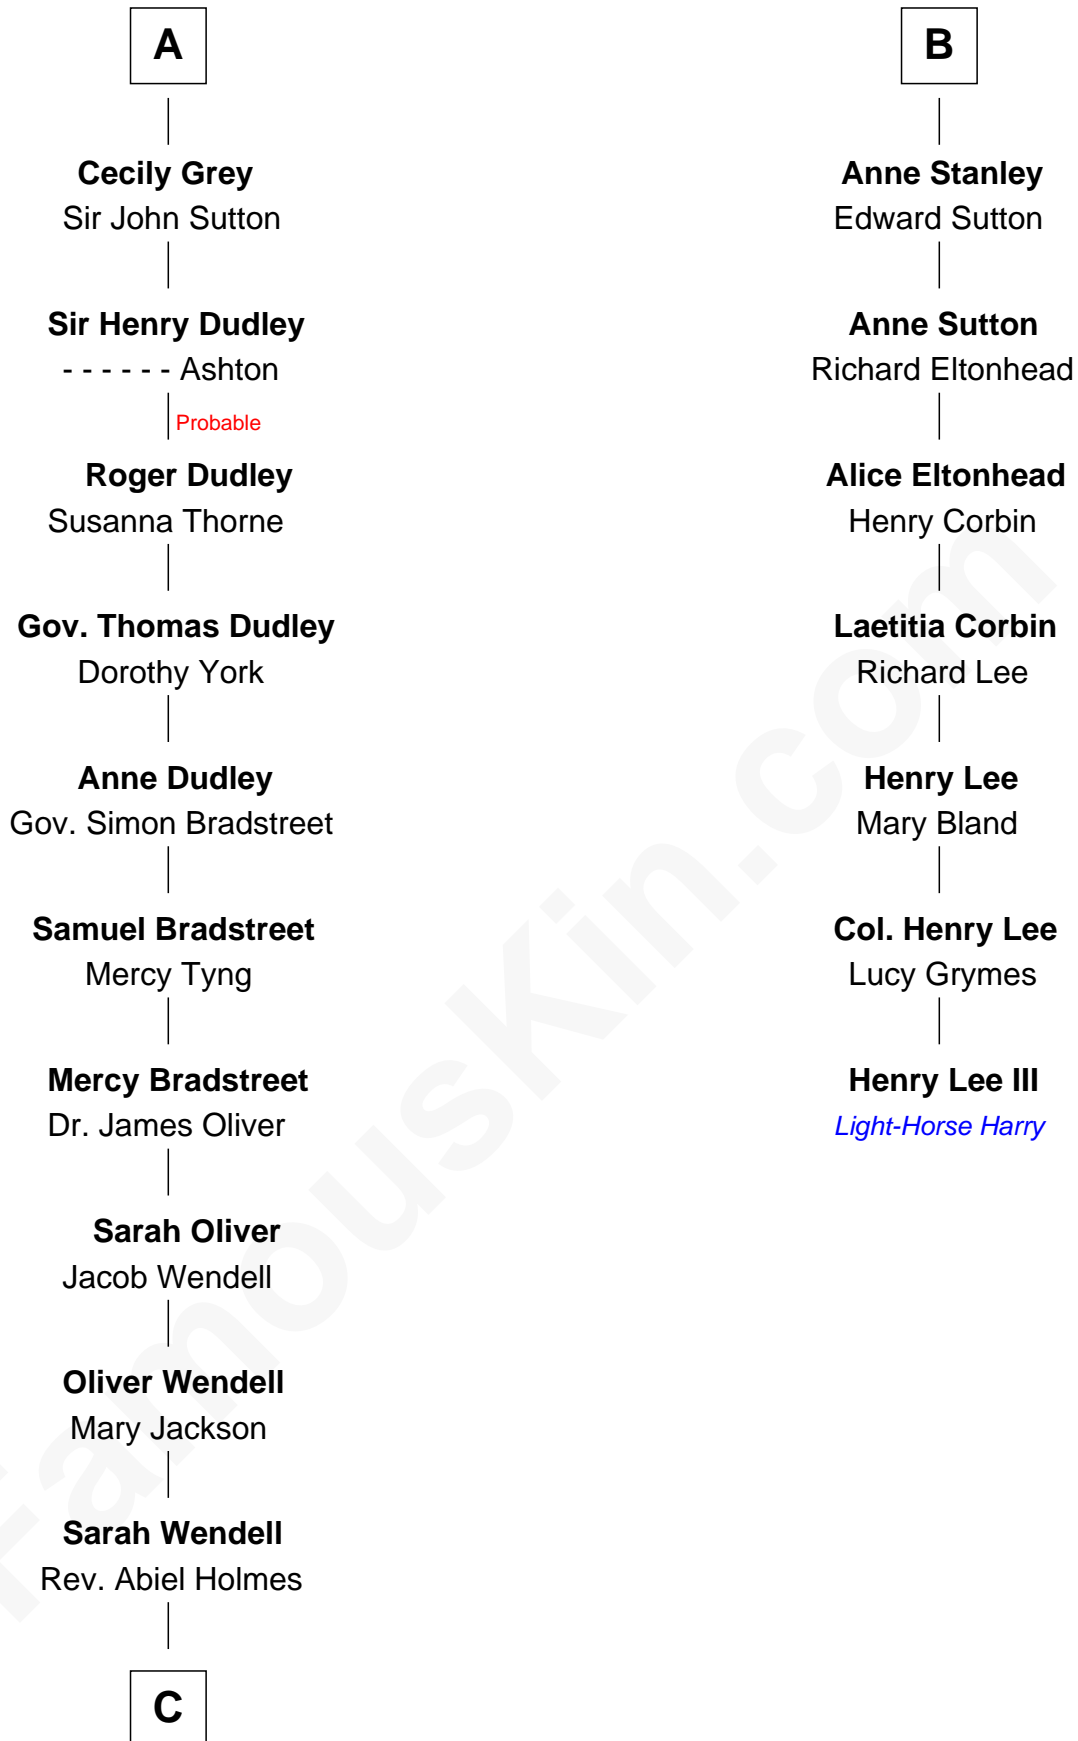 A
Cecily Grey
Sir John Sutton
Sir Henry Dudley
- - - - - - Ashton
Probable
Roger Dudley
Susanna Thorne
Gov. Thomas Dudley
Dorothy York
Anne Dudley
Gov. Simon Bradstreet
Samuel Bradstreet
Mercy Tyng
Mercy Bradstreet
Dr. James Oliver
Sarah Oliver
Jacob Wendell
Oliver Wendell
Mary Jackson
Sarah Wendell
Rev. Abiel Holmes
C
B
Anne Stanley
Edward Sutton
Anne Sutton
Richard Eltonhead
Alice Eltonhead
Henry Corbin
Laetitia Corbin
Richard Lee
Henry Lee
Mary Bland
Col. Henry Lee
Lucy Grymes
Henry Lee III
Light-Horse Harry
FamousKin.com